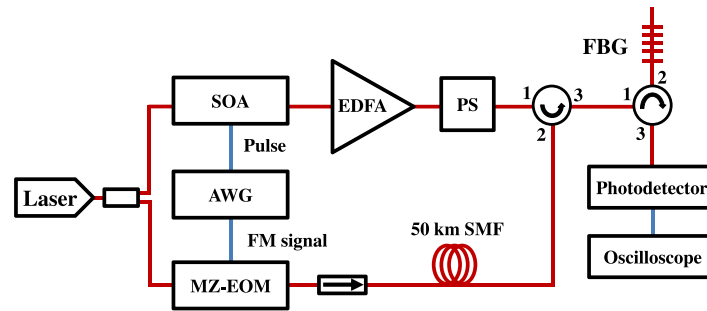 FBG
2
SOA
EDFA
PS
1
3
1
2
3
Pulse
Laser
AWG
Photodetector
FM signal
50 km SMF
Oscilloscope
MZ-EOM